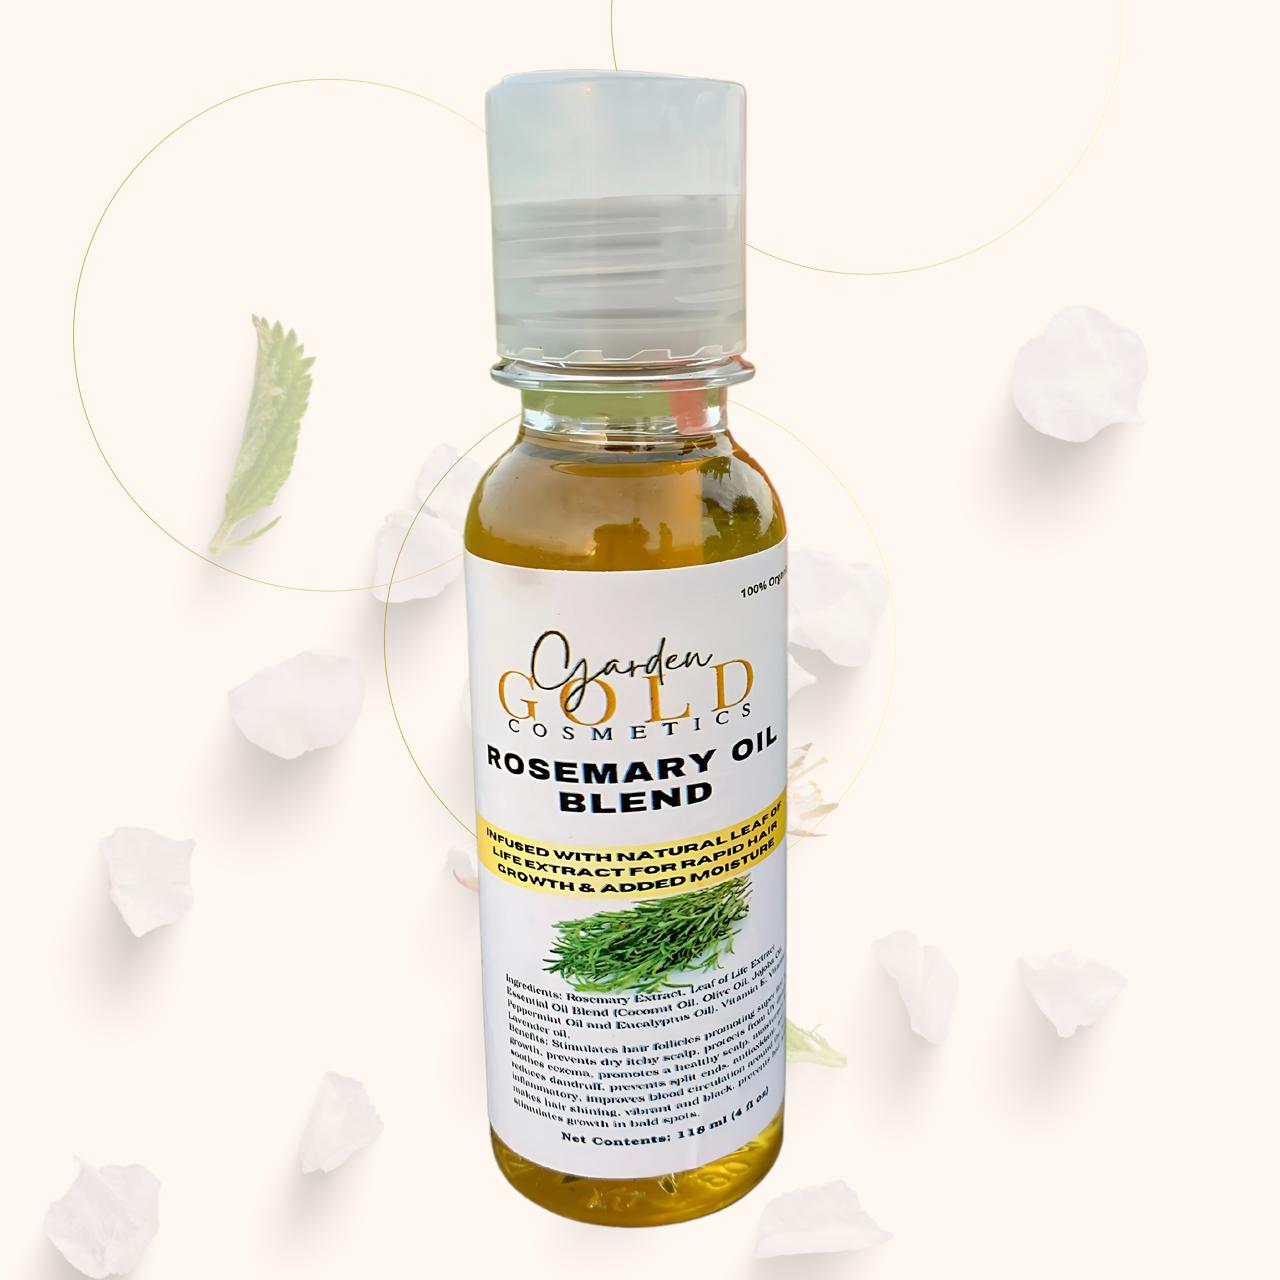 100% Orga
Garden
GOLD
COSMETICS
ROSEMARY OIL
BLEND
INFUSED WITH NATURAL LEAF OF
LIFE EXTRACT FOR RAPID HAIR
GROWTH & ADDED MOISTURE
Ingredients: Rosemary Extract, Leaf of Life Extract
Essential Oil Blend (Coconut Oil, Olive Oil, Jojoba Oil,
Peppermint Oil and Eucalyptus Oil), Vitamin E,
Lavender oil.
Benefits: Stimulates hair follicles promoting
growth, prevents dry itchy scalp, protects from UV
soothes eczema, promotes a healthy scalp,
reduces dandruff, prevents split ends, antioxidant,
inflammatory, improves blood circulation around
makes hair shining, vibrant and black, prevents
stimulates growth in bald spots.
Net Contents: 118 ml (4 fl oz)